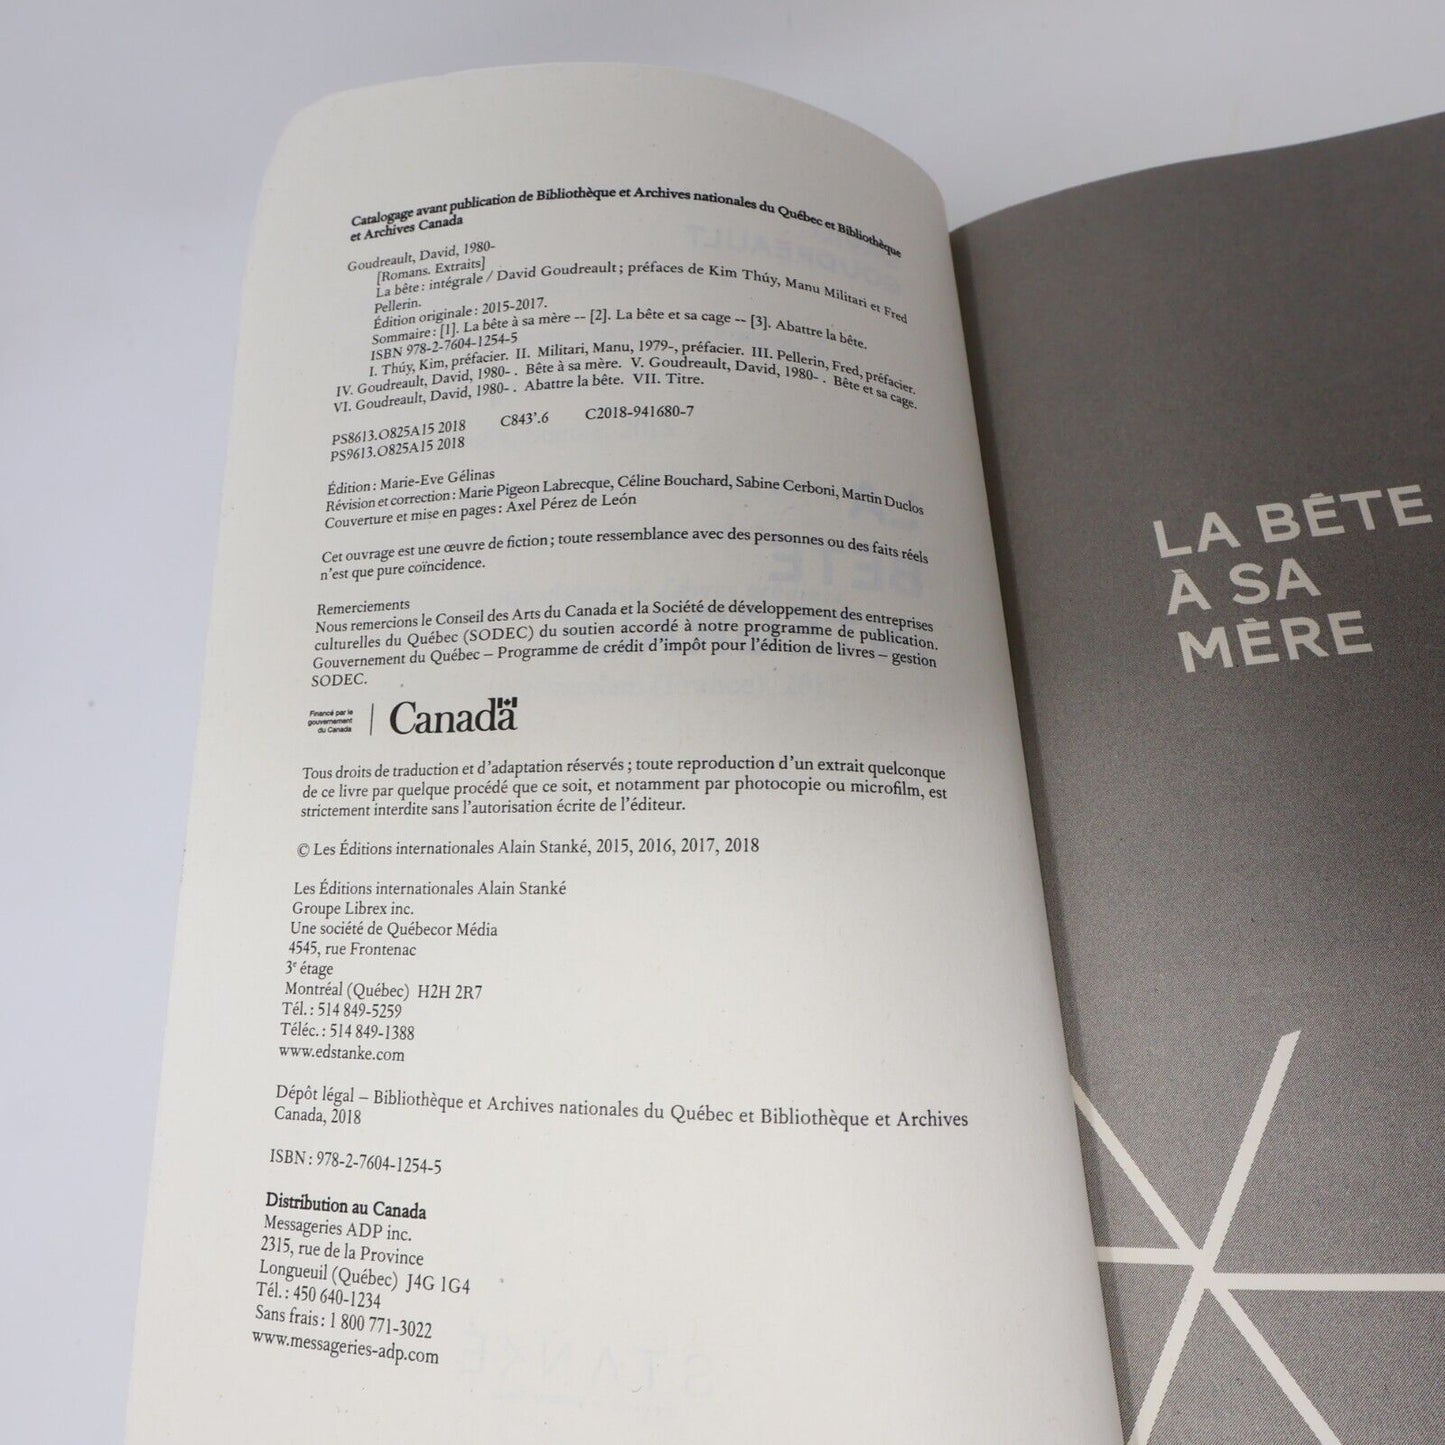 Catalogage avant publication de Bibliothèque et Archives nationales du Québec et Bibliothèque
et Archives Canada
Goudreault, David, 1980-
[Romans. Extraits]
La bête : intégrale / David Goudreault ; préfaces de Kim Thúy, Manu Militari et Fred
Pellerin.
Édition originale : 2015-2017.
Sommaire : [1]. La bête à sa mère -- [2]. La bête et sa cage -- [3]. Abattre la bête.
ISBN 978-2-7604-1254-5
I. Thúy, Kim, préfacier. II. Militari, Manu, 1979-, préfacier. III. Pellerin, Fred, préfacier.
IV. Goudreault, David, 1980- . Bête à sa mère. V. Goudreault, David, 1980- . Bête et sa cage.
VI. Goudreault, David, 1980- . Abattre la bête. VII. Titre.
PS8613.O825A15 2018 C843'.6 C2018-941680-7
PS9613.O825A15 2018
Édition : Marie-Eve Gélinas
Révision et correction : Marie Pigeon Labrecque, Céline Bouchard, Sabine Cerboni, Martin Duclos
Couverture et mise en pages : Axel Pérez de León
Cet ouvrage est une œuvre de fiction ; toute ressemblance avec des personnes ou des faits réels
n'est que pure coïncidence.
Remerciements
Nous remercions le Conseil des Arts du Canada et la Société de développement des entreprises
culturelles du Québec (SODEC) du soutien accordé à notre programme de publication.
Gouvernement du Québec – Programme de crédit d'impôt pour l'édition de livres – gestion
SODEC.
Financé par le
gouvernement
du Canada
Canada
Tous droits de traduction et d'adaptation réservés ; toute reproduction d'un extrait quelconque
de ce livre par quelque procédé que ce soit, et notamment par photocopie ou microfilm, est
strictement interdite sans l'autorisation écrite de l'éditeur.
© Les Éditions internationales Alain Stanké, 2015, 2016, 2017, 2018
Les Éditions internationales Alain Stanké
Groupe Librex inc.
Une société de Québecor Média
4545, rue Frontenac
3e étage
Montréal (Québec) H2H 2R7
Tél. : 514 849-5259
Téléc. : 514 849-1388
www.edstanke.com
Dépôt légal – Bibliothèque et Archives nationales du Québec et Bibliothèque et Archives
Canada, 2018
ISBN : 978-2-7604-1254-5
Distribution au Canada
Messageries ADP inc.
2315, rue de la Province
Longueuil (Québec) J4G 1G4
Tél. : 450 640-1234
Sans frais : 1 800 771-3022
www.messageries-adp.com
LA BÊTE
À SA
MÈRE